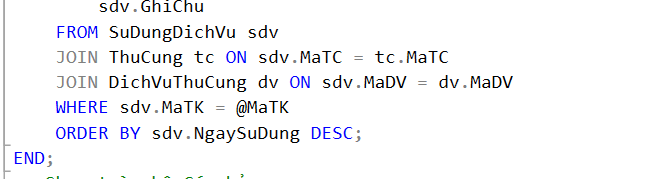 sdv.GhiChu
FROM SuDungDichVu sdv
JOIN ThuCung tc ON sdv.MaTC = tc.MaTC
JOIN DichVuThuCung dv ON sdv.MaDV = dv.MaDV
WHERE sdv.MaTK = @MaTK
ORDER BY sdv.NgaySuDung DESC;
END;